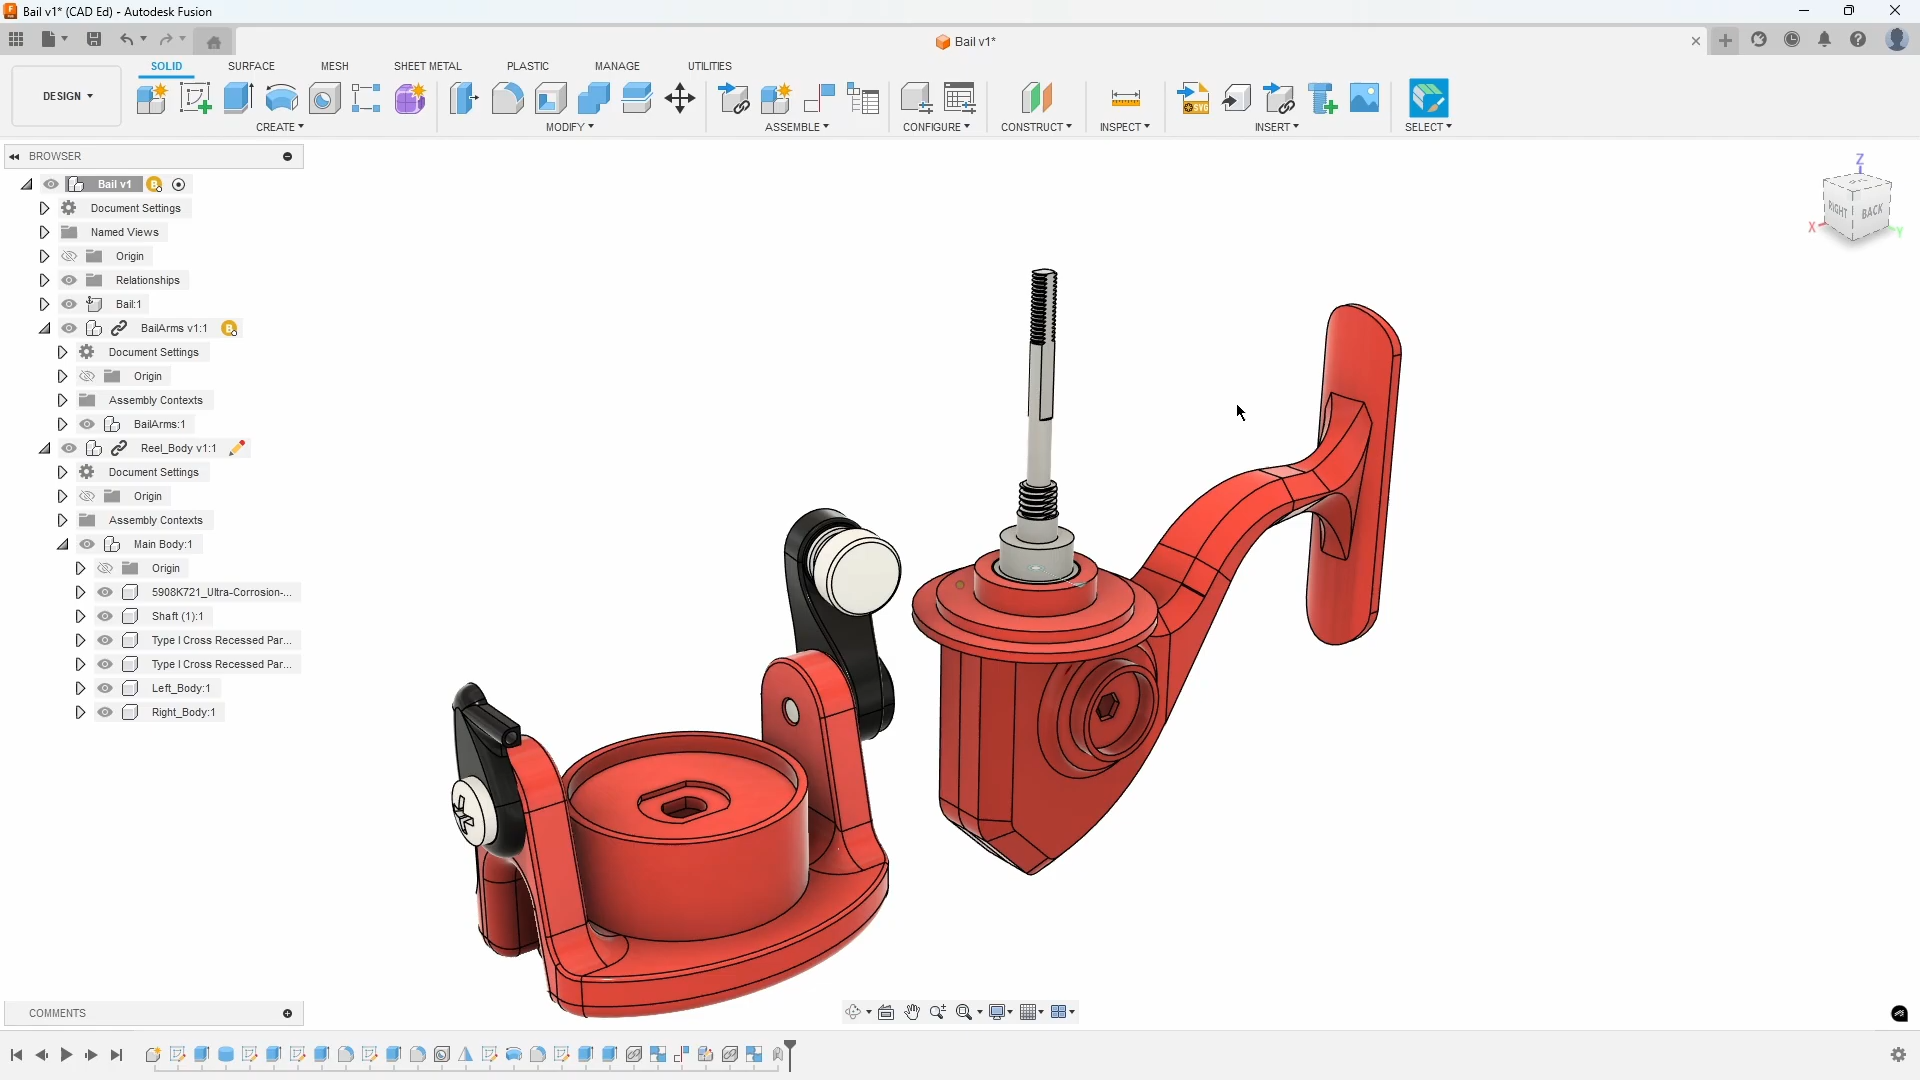 Bail v1* (CAD Ed) - Autodesk Fusion
Bail v1*
DESIGN
SOLID SURFACE MESH SHEET METAL PLASTIC MANAGE UTILITIES
SVG
CREATE MODIFY ASSEMBLE CONFIGURE CONSTRUCT INSPECT INSERT SELECT
BROWSER
Bail v1
Document Settings
Named Views
Origin
Relationships
Bail:1
BailArms v1:1
Document Settings
Origin
Assembly Contexts
BailArms:1
Reel_Body v1:1
Document Settings
Origin
Assembly Contexts
Main Body:1
Origin
5908K721_Ultra-Corrosion-...
Shaft (1):1
Type I Cross Recessed Par...
Type I Cross Recessed Par...
Left_Body:1
Right_Body:1
Z
RIGHT BACK
X Y
COMMENTS